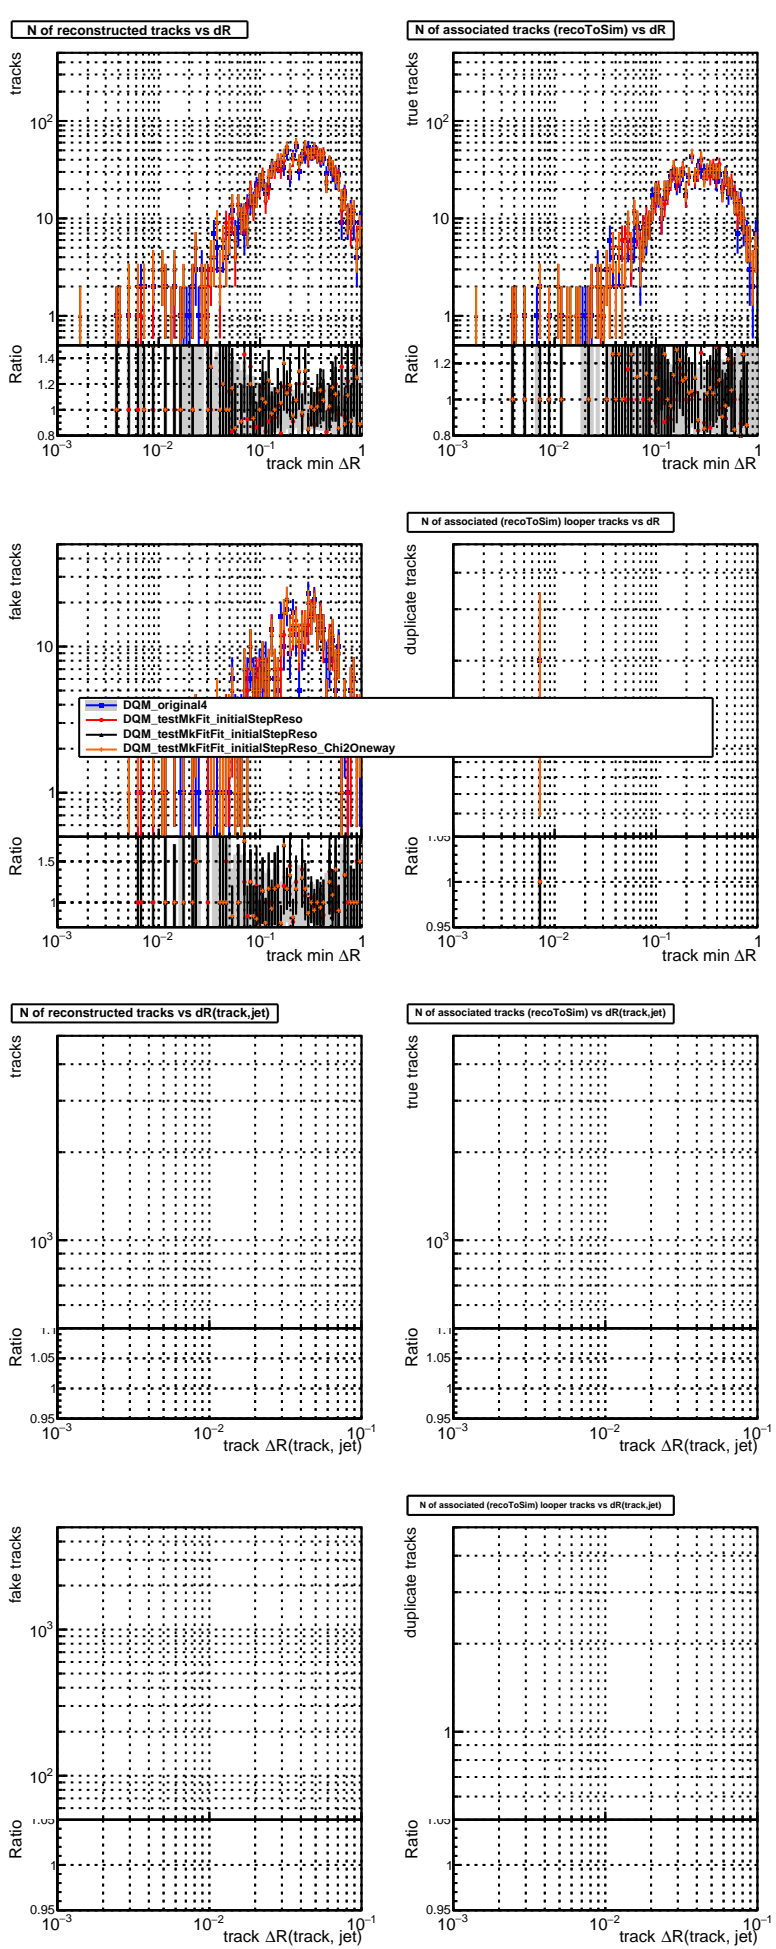 N of reconstructed tracks vs dR
tracks
10²
10
1
Ratio
1.4
1.2
1
0.8
10⁻³
10⁻²
10⁻¹
1
track min ΔR
N of associated tracks (recoToSim) vs dR
true tracks
10²
10
1
Ratio
1.2
1
0.8
10⁻³
10⁻²
10⁻¹
1
track min ΔR
fake tracks
10
1
Ratio
1.5
1
10⁻³
10⁻²
10⁻¹
1
track min ΔR
N of associated (recoToSim) looper tracks vs dR
duplicate tracks
Ratio
1.05
1
0.95
10⁻³
10⁻²
10⁻¹
1
track min ΔR
DQM_original4
DQM_testMkFit_initialStepReso
DQM_testMkFitFit_initialStepReso
DQM_testMkFitFit_initialStepReso_Chi2Oneway
N of reconstructed tracks vs dR(track,jet)
tracks
10³
Ratio
1.1
1.05
1
0.95
10⁻³
10⁻²
10⁻¹
track ΔR(track, jet)
N of associated tracks (recoToSim) vs dR(track,jet)
true tracks
10³
Ratio
1.1
1.05
1
0.95
10⁻³
10⁻²
10⁻¹
track ΔR(track, jet)
fake tracks
10³
10²
Ratio
1.05
1
0.95
10⁻³
10⁻²
10⁻¹
track ΔR(track, jet)
N of associated (recoToSim) looper tracks vs dR(track,jet)
duplicate tracks
1
Ratio
1.05
1
0.95
10⁻³
10⁻²
10⁻¹
track ΔR(track, jet)